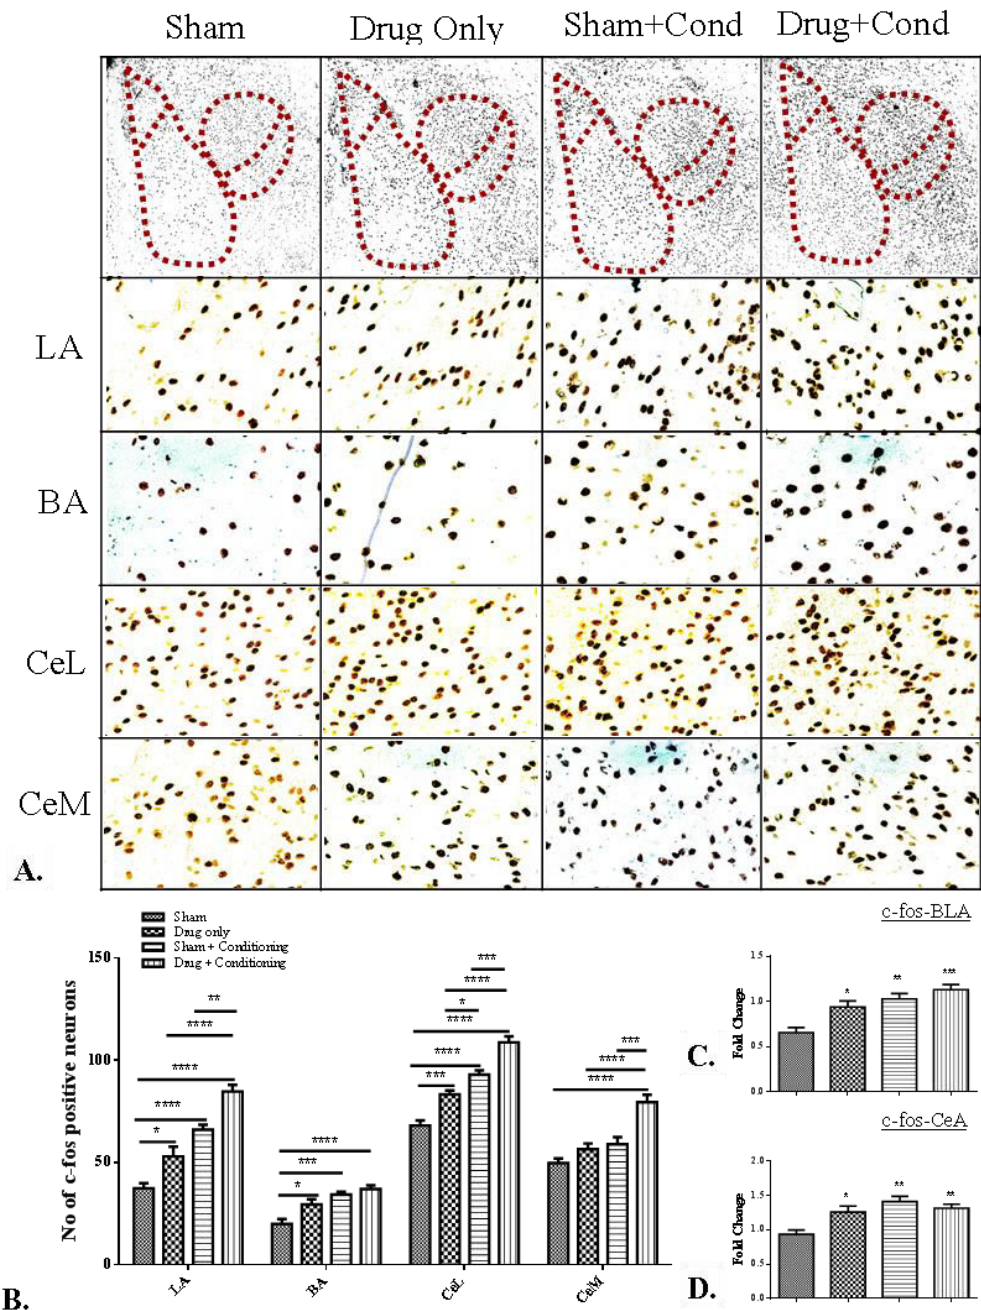 Sham Drug Only Sham+Cond Drug+Cond
LA
BA
CeL
CeM
A.
Sham
Drug only
Sham + Conditioning
Drug + Conditioning
No of c-fos positive neurons
150
100
50
0
* **** **** **** **
* *** ****
*** **** **** * **** ***
**** **** ***
LA BA CeL CeM
B.
c-fos-BLA
Fold Change
1.5
1.0
0.5
0.0
* ** ***
C.
c-fos-CeA
Fold Change
2.0
1.5
1.0
0.5
0.0
* ** **
D.